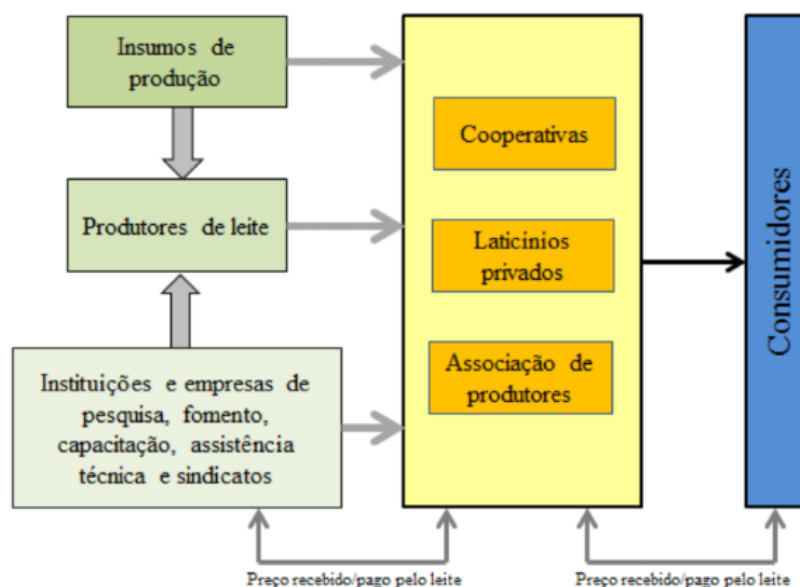 Insumos de
produção
Produtores de leite
Instituições e empresas de
pesquisa, fomento,
capacitação, assistência
técnica e sindicatos
Cooperativas
Laticínios
privados
Associação de
produtores
Consumidores
Preço recebido/pago pelo leite
Preço recebido/pago pelo leite